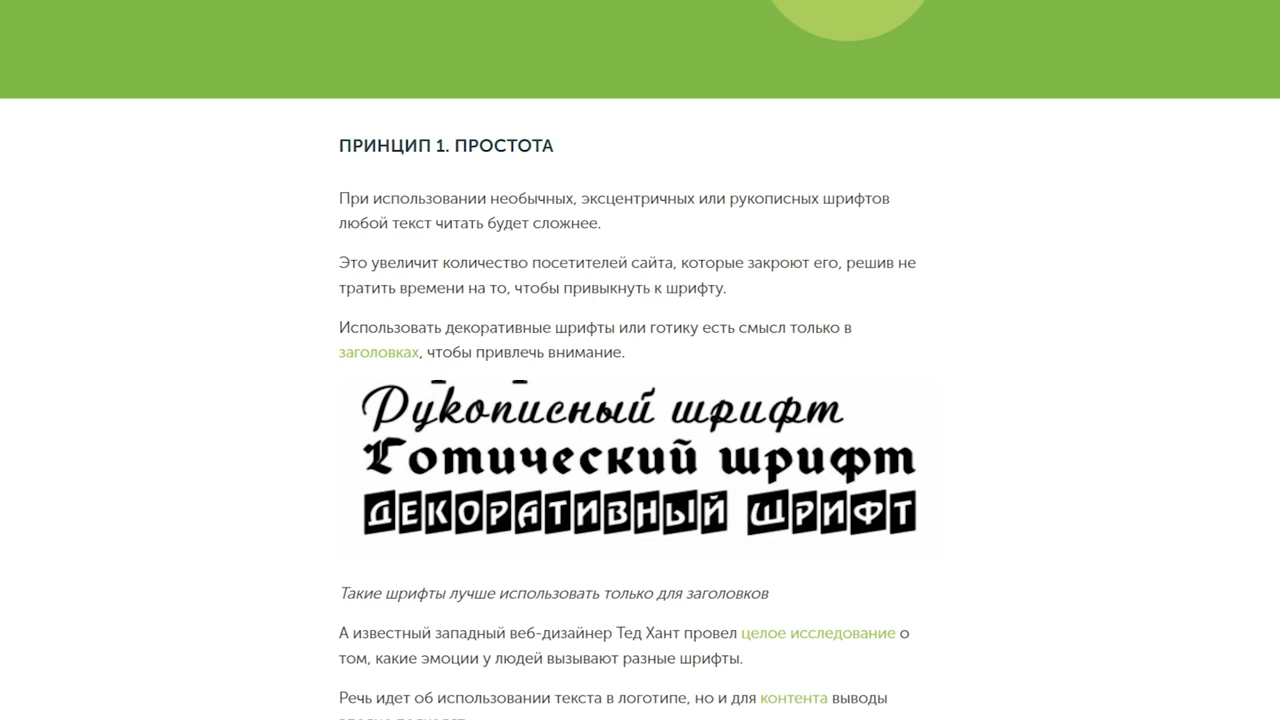 ПРИНЦИП 1. ПРОСТОТА
При использовании необычных, эксцентричных или рукописных шрифтов
любой текст читать будет сложнее.
Это увеличит количество посетителей сайта, которые закроют его, решив не
тратить времени на то, чтобы привыкнуть к шрифту.
Использовать декоративные шрифты или готику есть смысл только в
заголовках, чтобы привлечь внимание.
Рукописный шрифт
Готический шрифт
ДЕКОРАТИВНЫЙ ШРИФТ
Такие шрифты лучше использовать только для заголовков
А известный западный веб-дизайнер Тед Хант провел целое исследование о
том, какие эмоции у людей вызывают разные шрифты.
Речь идет об использовании текста в логотипе, но и для контента выводы